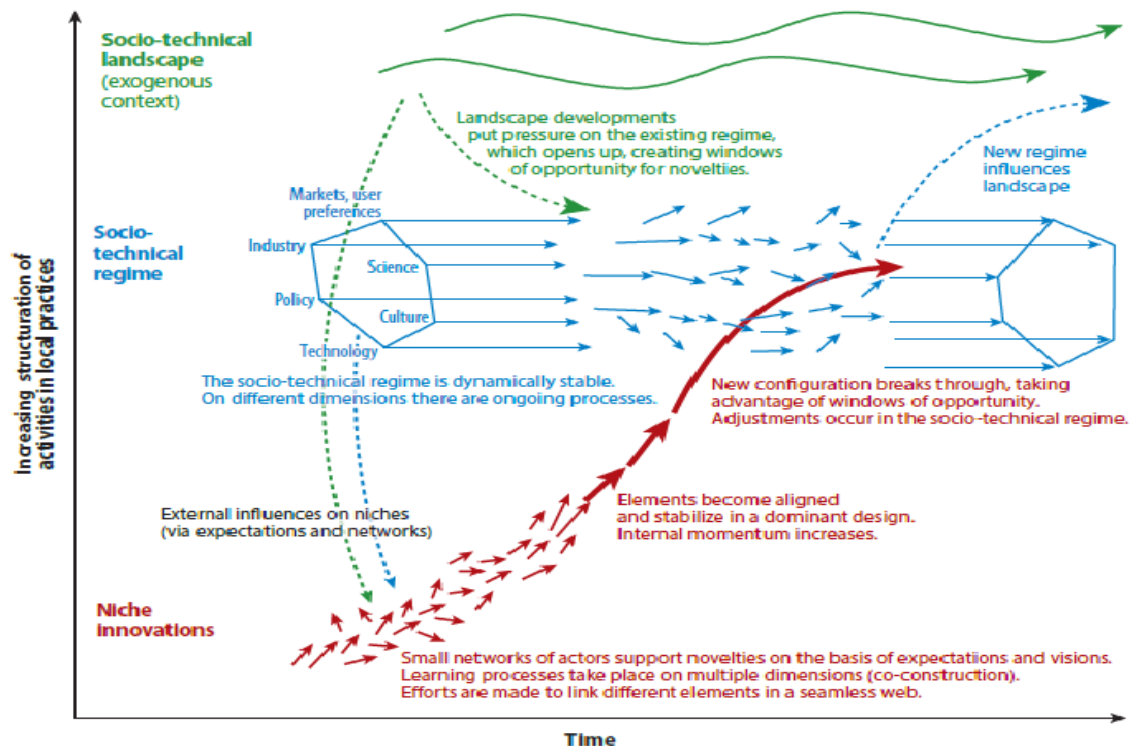 Socio-technical
landscape
(exogenous
context)
Landscape developments
put pressure on the existing regime,
which opens up, creating windows
of opportunity for novelties.
New regime
influences
landscape
Markets, user
preferences
Socio-
technical
regime
Industry
Science
Policy
Culture
Technology
The socio-technical regime is dynamically stable.
On different dimensions there are ongoing processes.
New configuration breaks through, taking
advantage of windows of opportunity.
Adjustments occur in the socio-technical regime.
Increasing structuration of
activities in local practices
External influences on niches
(via expectations and networks)
Elements become aligned
and stabilize in a dominant design.
Internal momentum increases.
Niche
innovations
Small networks of actors support novelties on the basis of expectations and visions.
Learning processes take place on multiple dimensions (co-construction).
Efforts are made to link different elements in a seamless web.
Time